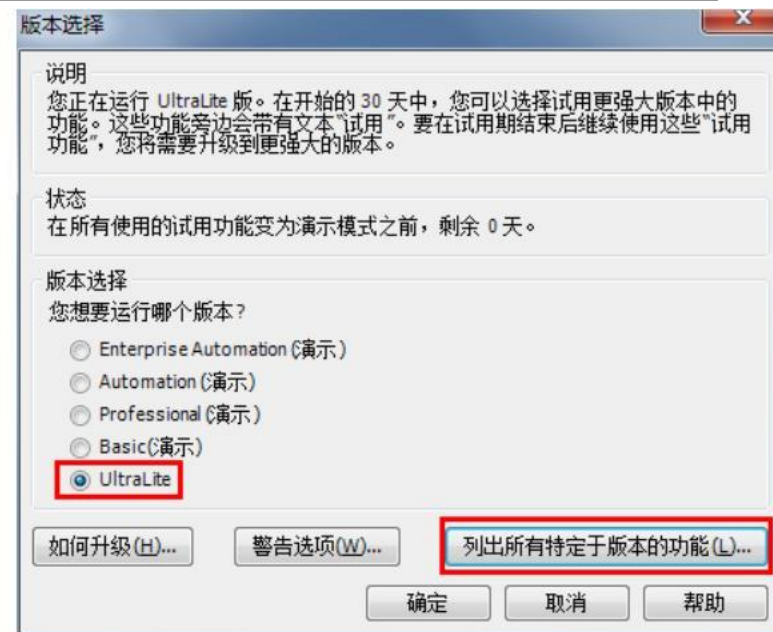 版本选择
说明
您正在运行 UltraLite 版。在开始的 30 天中，您可以选择试用更强大版本中的
功能。这些功能旁边会带有文本“试用”。要在试用期结束后继续使用这些“试用
功能”，您将需要升级到更强大的版本。
状态
在所有使用的试用功能变为演示模式之前，剩余 0 天。
版本选择
您想要运行哪个版本?
Enterprise Automation (演示)
Automation (演示)
Professional (演示)
Basic(演示)
UltraLite
如何升级(H)...
警告选项(W)...
列出所有特定于版本的功能(L)...
确定
取消
帮助